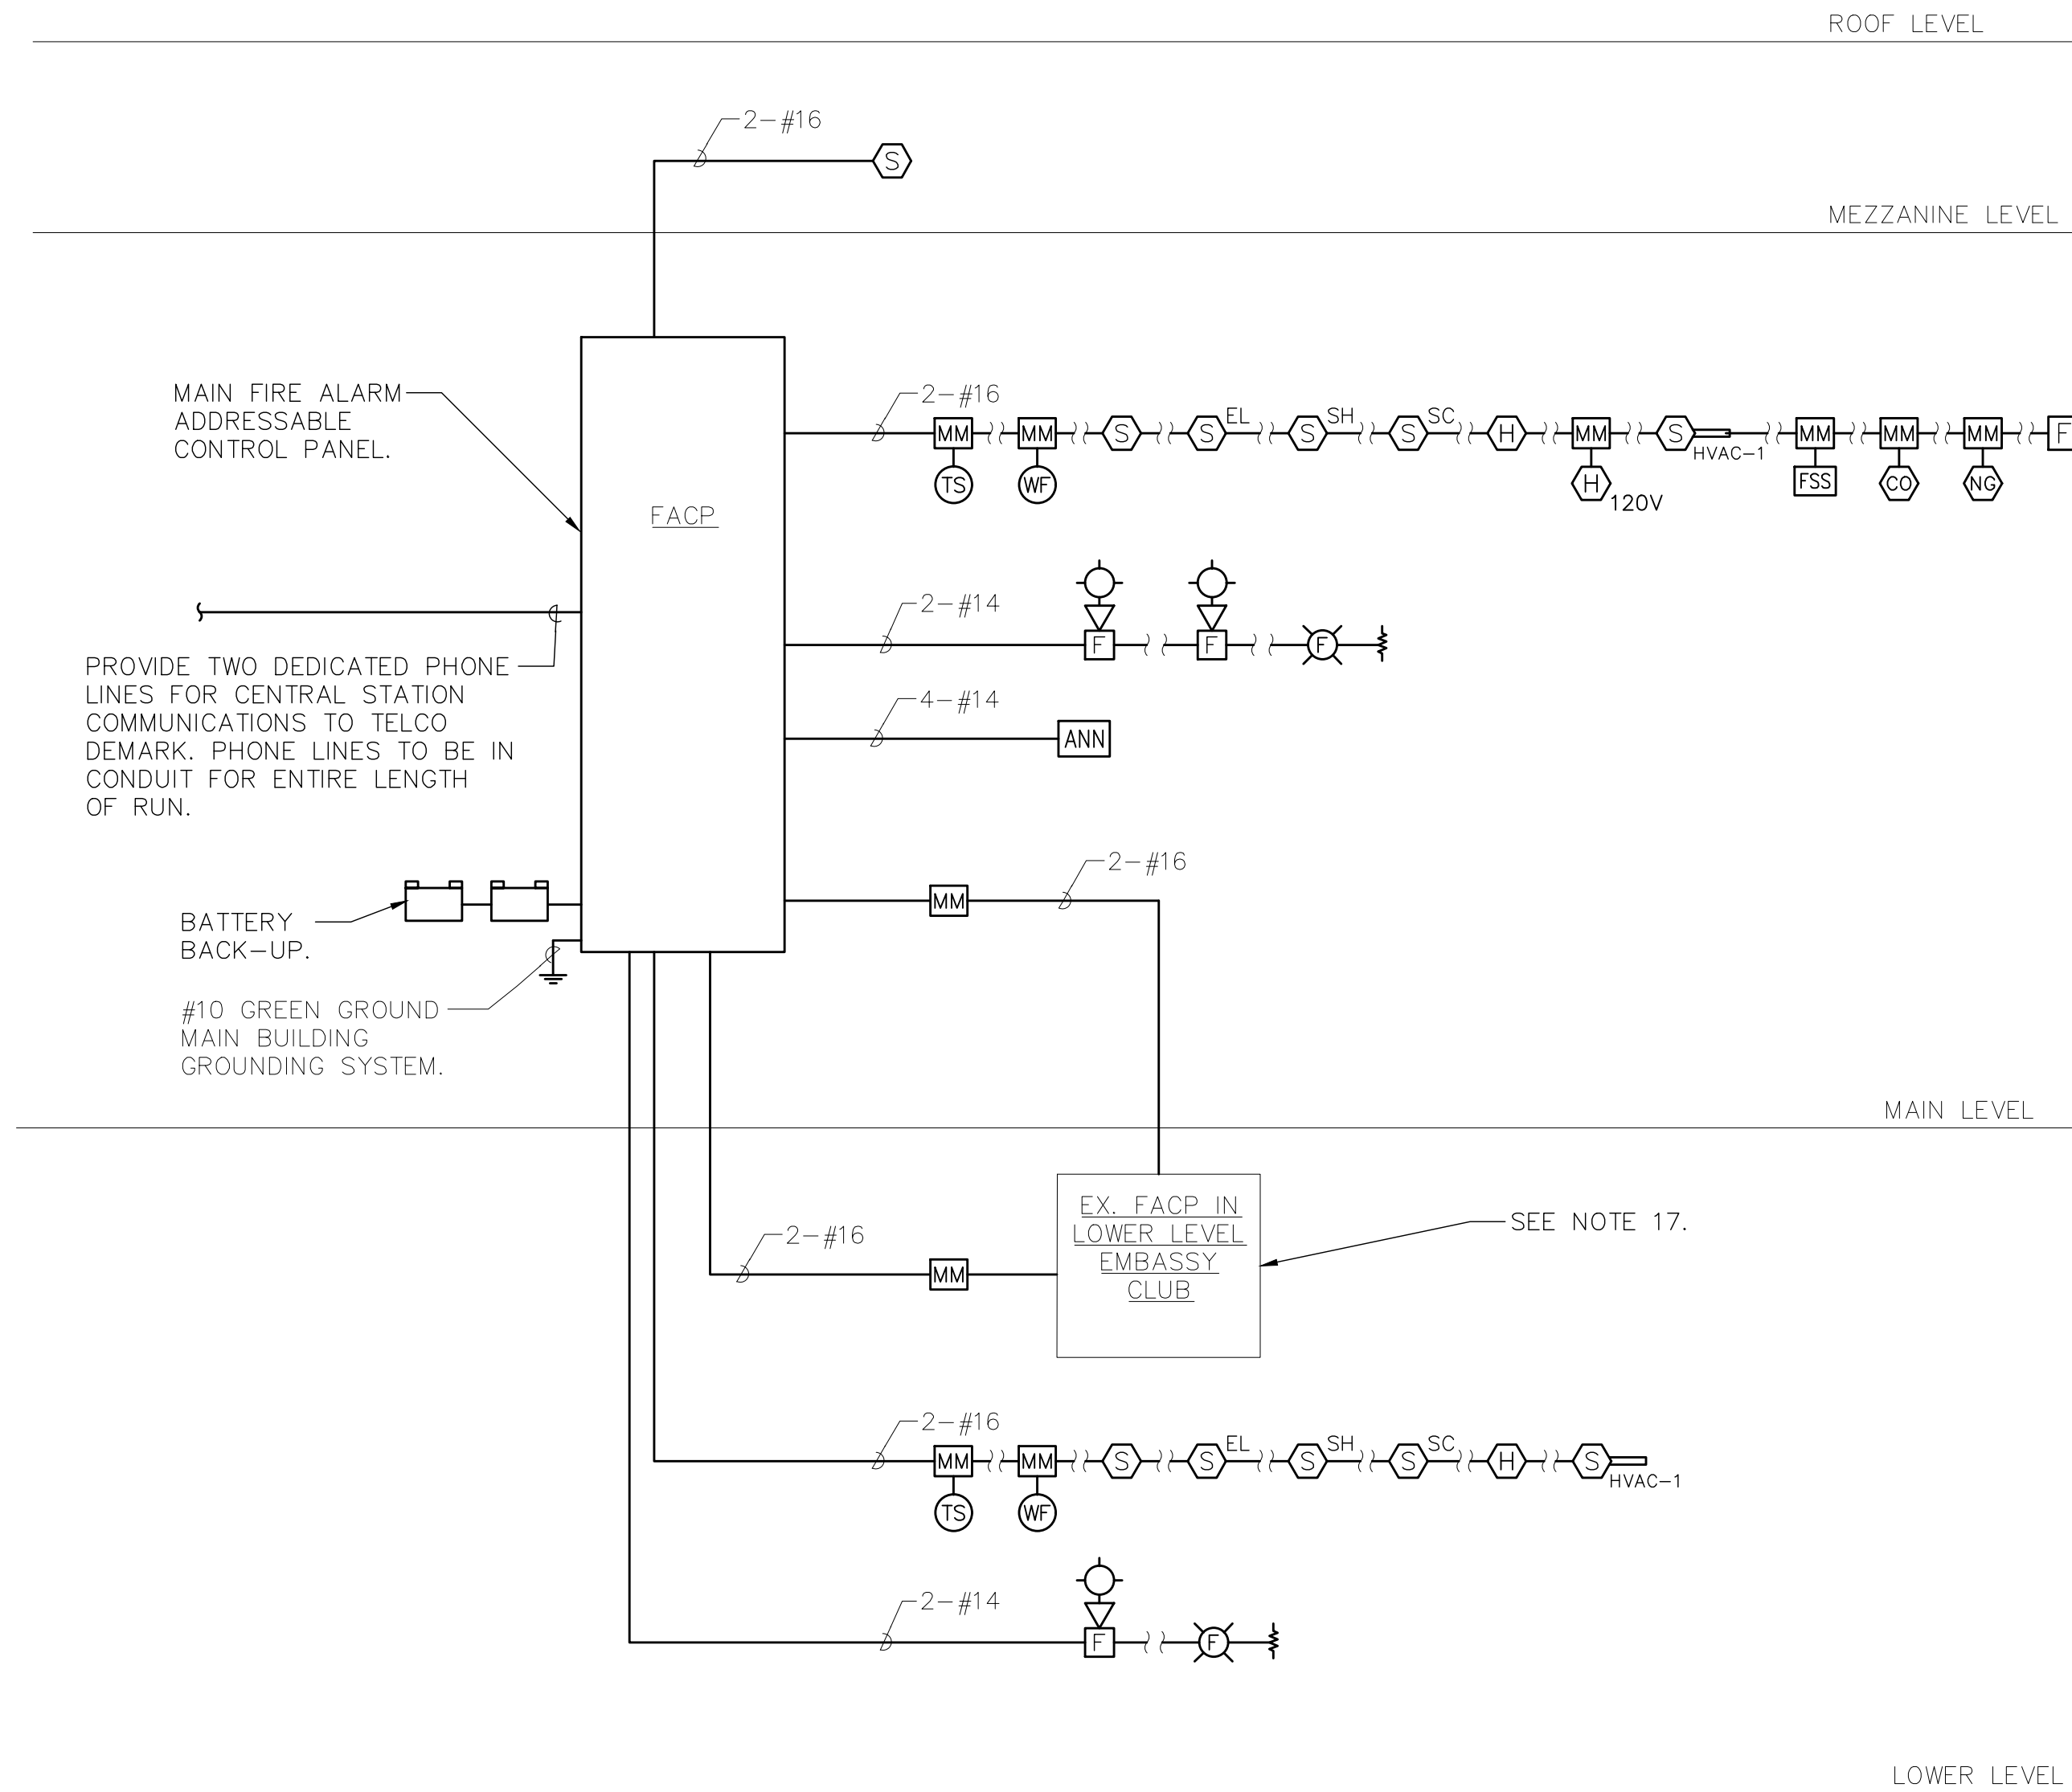 ROOF LEVEL
2-#16
S
MEZZANINE LEVEL
MAIN FIRE ALARM
ADDRESSABLE
CONTROL PANEL.
FACP
2-#16
MM MM S S EL S SH S SC H MM S HVAC-1 MM MM MM F
TS WF H 120V FSS CO NG
2-#14
F F F
PROVIDE TWO DEDICATED PHONE
LINES FOR CENTRAL STATION
COMMUNICATIONS TO TELCO
DEMARK. PHONE LINES TO BE IN
CONDUIT FOR ENTIRE LENGTH
OF RUN.
4-#14
ANN
2-#16
MM
BATTERY
BACK-UP.
#10 GREEN GROUND
MAIN BUILDING
GROUNDING SYSTEM.
MAIN LEVEL
EX. FACP IN
LOWER LEVEL
EMBASSY
CLUB
SEE NOTE 17.
2-#16
MM
2-#16
MM MM S S EL S SH S SC H S HVAC-1
TS WF
2-#14
F F
LOWER LEVEL